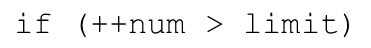 if (++num > limit)